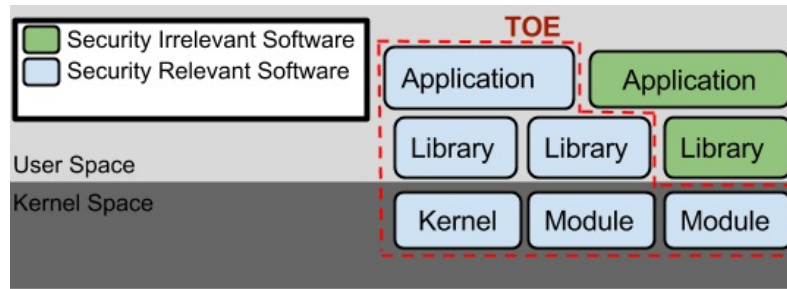 TOE
Security Irrelevant Software
Security Relevant Software
Application
Application
Library
Library
Library
User Space
Kernel Space
Kernel
Module
Module